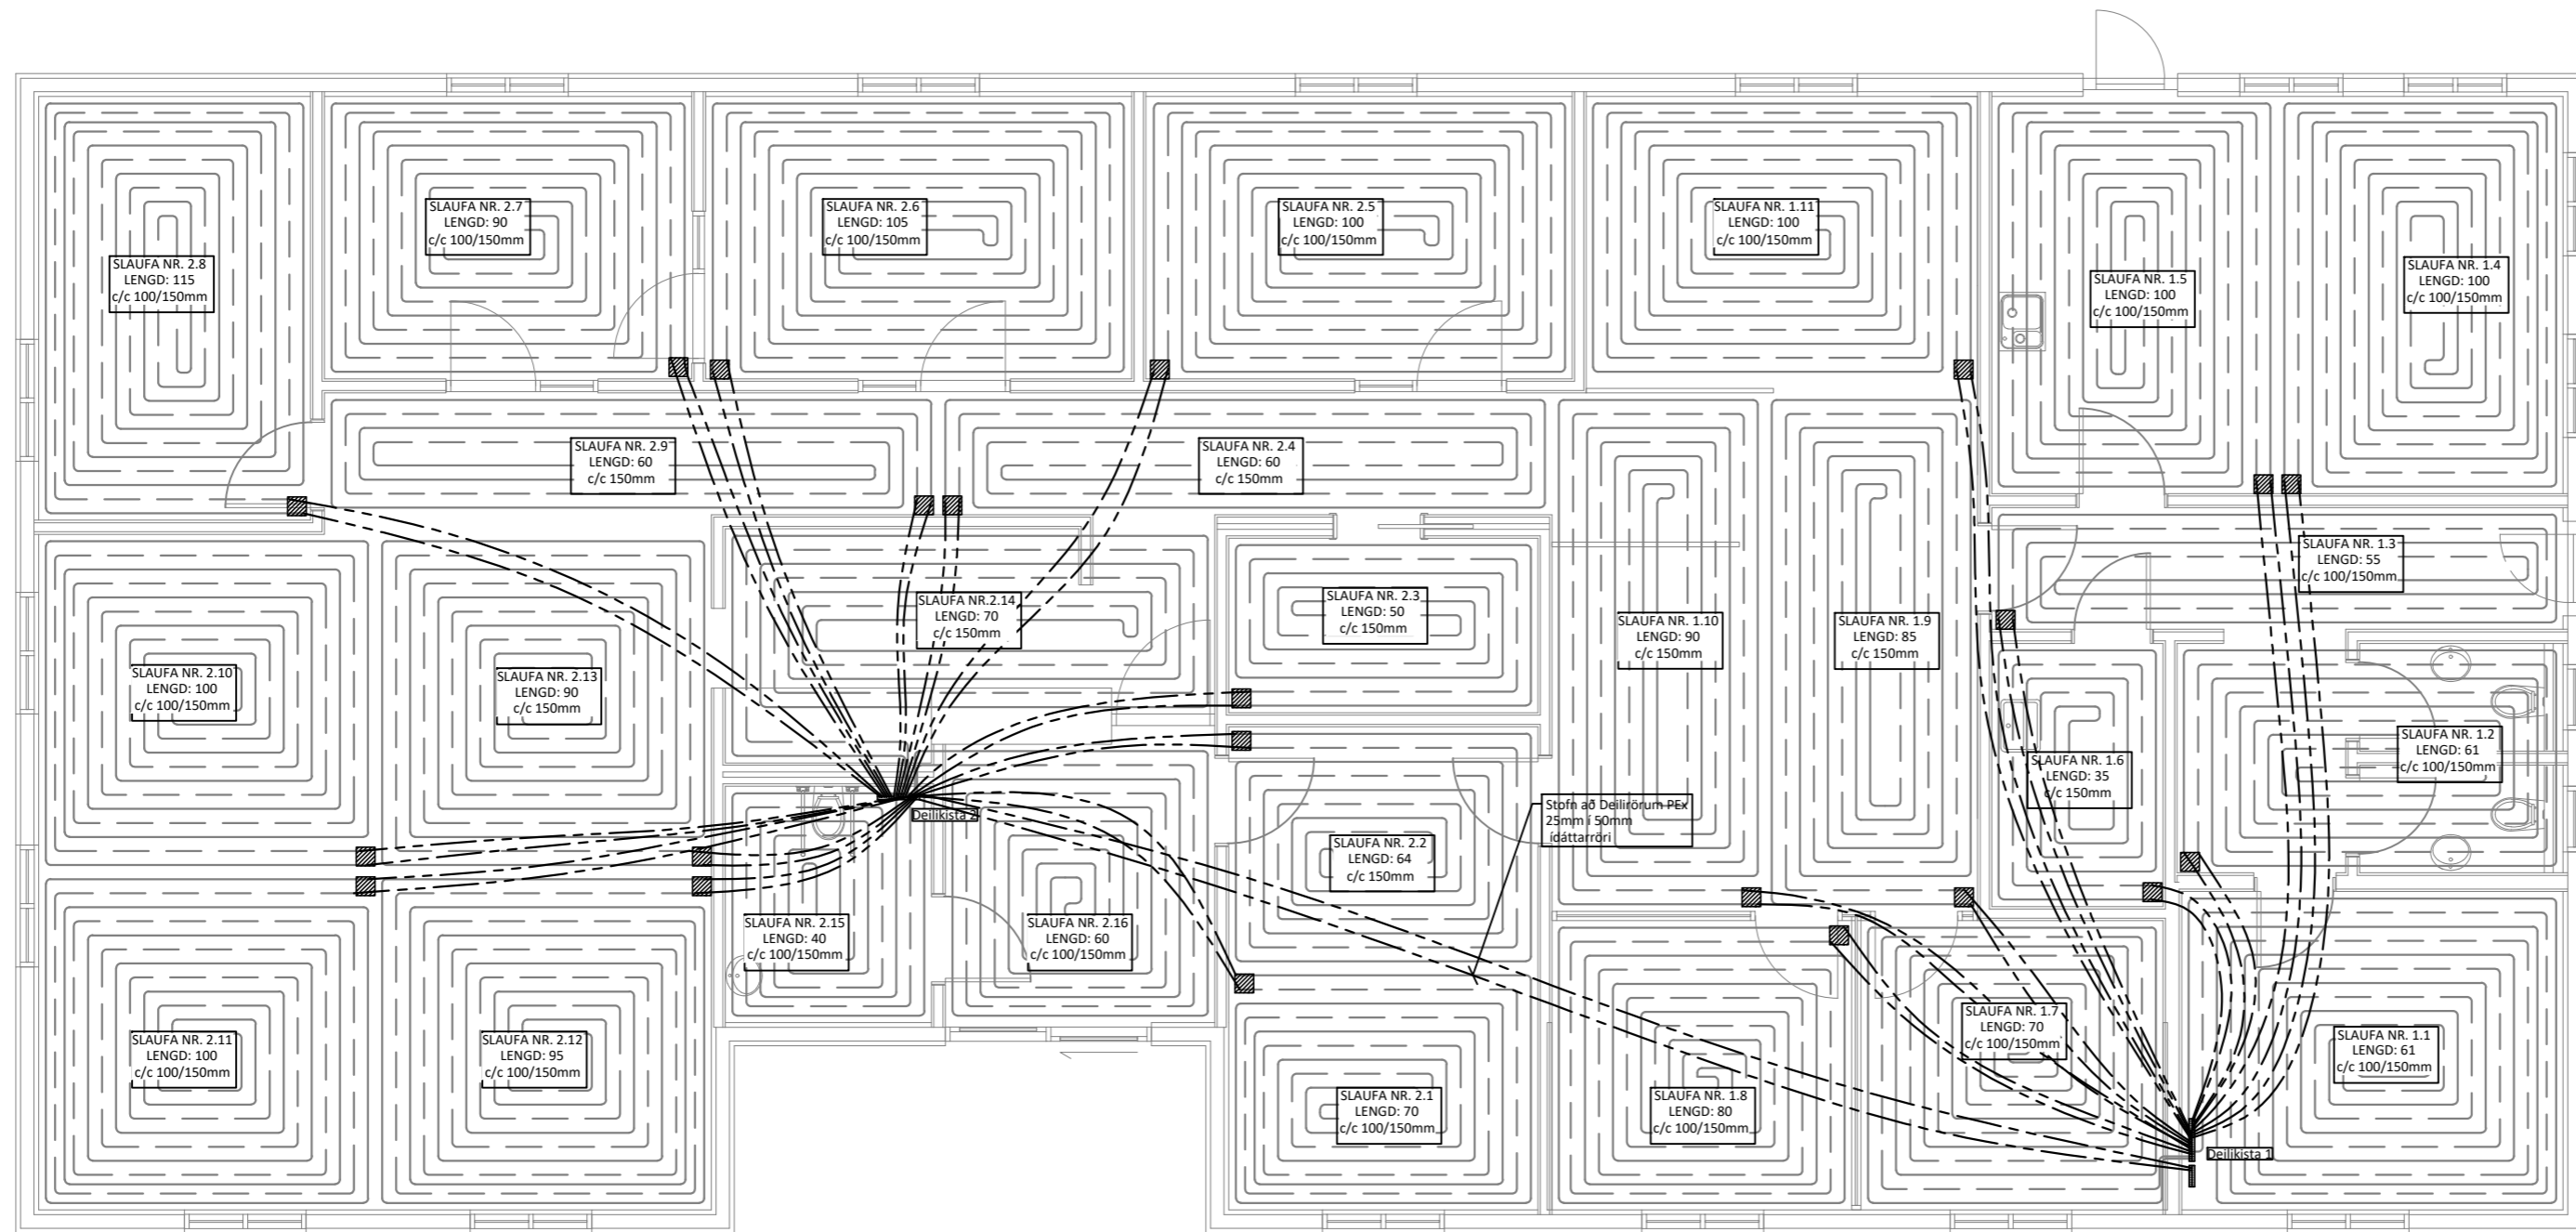 SLAUFA NR. 2.7
LENGD: 90
c/c 100/150mm
SLAUFA NR. 2.6
LENGD: 105
c/c 100/150mm
SLAUFA NR. 2.5
LENGD: 100
c/c 100/150mm
SLAUFA NR. 1.11
LENGD: 100
c/c 100/150mm
SLAUFA NR. 2.8
LENGD: 115
c/c 100/150mm
SLAUFA NR. 1.5
LENGD: 100
c/c 100/150mm
SLAUFA NR. 1.4
LENGD: 100
c/c 100/150mm
SLAUFA NR. 2.9
LENGD: 60
c/c 150mm
SLAUFA NR. 2.4
LENGD: 60
c/c 150mm
SLAUFA NR. 1.3
LENGD: 55
c/c 100/150mm
SLAUFA NR.2.14
LENGD: 70
c/c 150mm
SLAUFA NR. 2.3
LENGD: 50
c/c 150mm
SLAUFA NR. 1.10
LENGD: 90
c/c 150mm
SLAUFA NR. 1.9
LENGD: 85
c/c 150mm
SLAUFA NR. 2.10
LENGD: 100
c/c 100/150mm
SLAUFA NR. 2.13
LENGD: 90
c/c 150mm
SLAUFA NR. 1.6
LENGD: 35
c/c 150mm
SLAUFA NR. 1.2
LENGD: 61
c/c 100/150mm
Deilikista 2
Stofn að Deilirörum PEx
25mm í 50mm
ídáttarröri
SLAUFA NR. 2.2
LENGD: 64
c/c 150mm
SLAUFA NR. 2.15
LENGD: 40
c/c 100/150mm
SLAUFA NR. 2.16
LENGD: 60
c/c 100/150mm
SLAUFA NR. 2.11
LENGD: 100
c/c 100/150mm
SLAUFA NR. 2.12
LENGD: 95
c/c 100/150mm
SLAUFA NR. 2.1
LENGD: 70
c/c 100/150mm
SLAUFA NR. 1.8
LENGD: 80
c/c 100/150mm
SLAUFA NR. 1.7
LENGD: 70
c/c 100/150mm
SLAUFA NR. 1.1
LENGD: 61
c/c 100/150mm
Deilikista 1